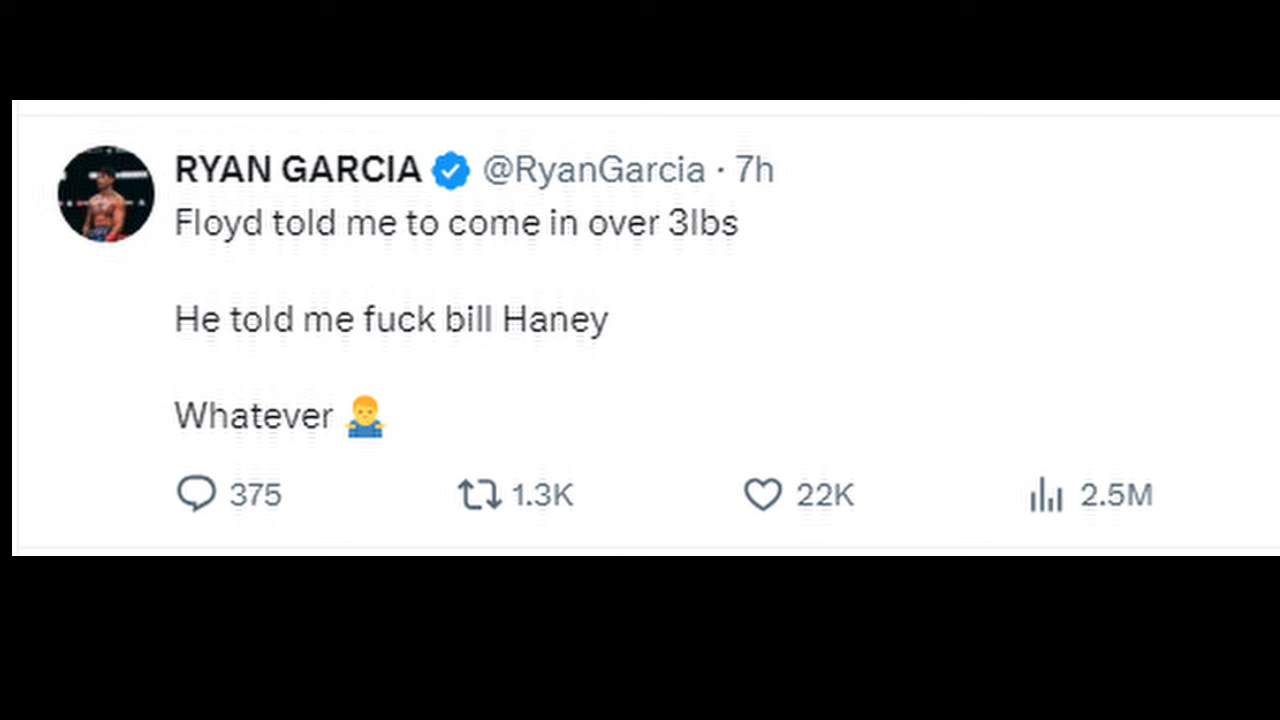 RYAN GARCIA @RyanGarcia · 7h
Floyd told me to come in over 3lbs
He told me fuck bill Haney
Whatever 🤷‍♂️
375 1.3K 22K 2.5M